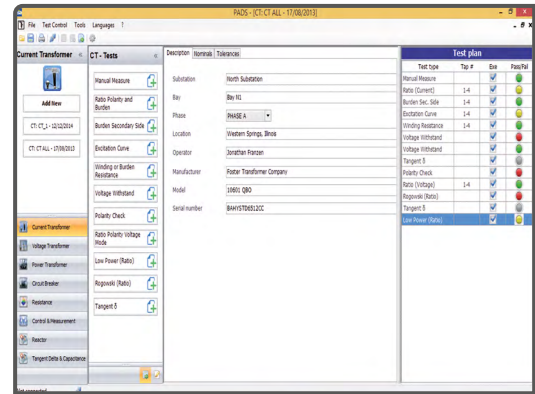 PADS - [CT: CT ALL - 17/08/2013]
File Test Control Tools Languages ?
Current Transformer
Add New
CT: CT_1 - 12/12/2014
CT: CT ALL - 17/08/2013
Current Transformer
Voltage Transformer
Power Transformer
Circuit Breaker
Resistance
Control & Measurement
Reactor
Tangent Delta & Capacitance
CT - Tests
Manual Measure
Ratio Polarity and
Burden
Burden Secondary Side
Excitation Curve
Winding or Burden
Resistance
Voltage Withstand
Polarity Check
Ratio Polarity Voltage
Mode
Low Power (Ratio)
Rogowski (Ratio)
Tangent δ
Description Nominals Tolerances
Substation North Substation
Bay Bay N1
Phase PHASE A
Location Western Springs, Illinois
Operator Jonathan Franzen
Manufacturer Foster Transformer Company
Model 10601 QBO
Serial number BAHYSTD6512CC
Test plan
Test type Tap # Exe Pass/Fail
Manual Measure
Ratio (Current) 1-4
Burden Sec. Side 1-4
Excitation Curve 1-4
Winding Resistance 1-4
Voltage Withstand
Voltage Withstand
Tangent δ
Polarity Check
Ratio (Voltage) 1-4
Rogowski (Ratio)
Tangent δ
Low Power (Ratio)